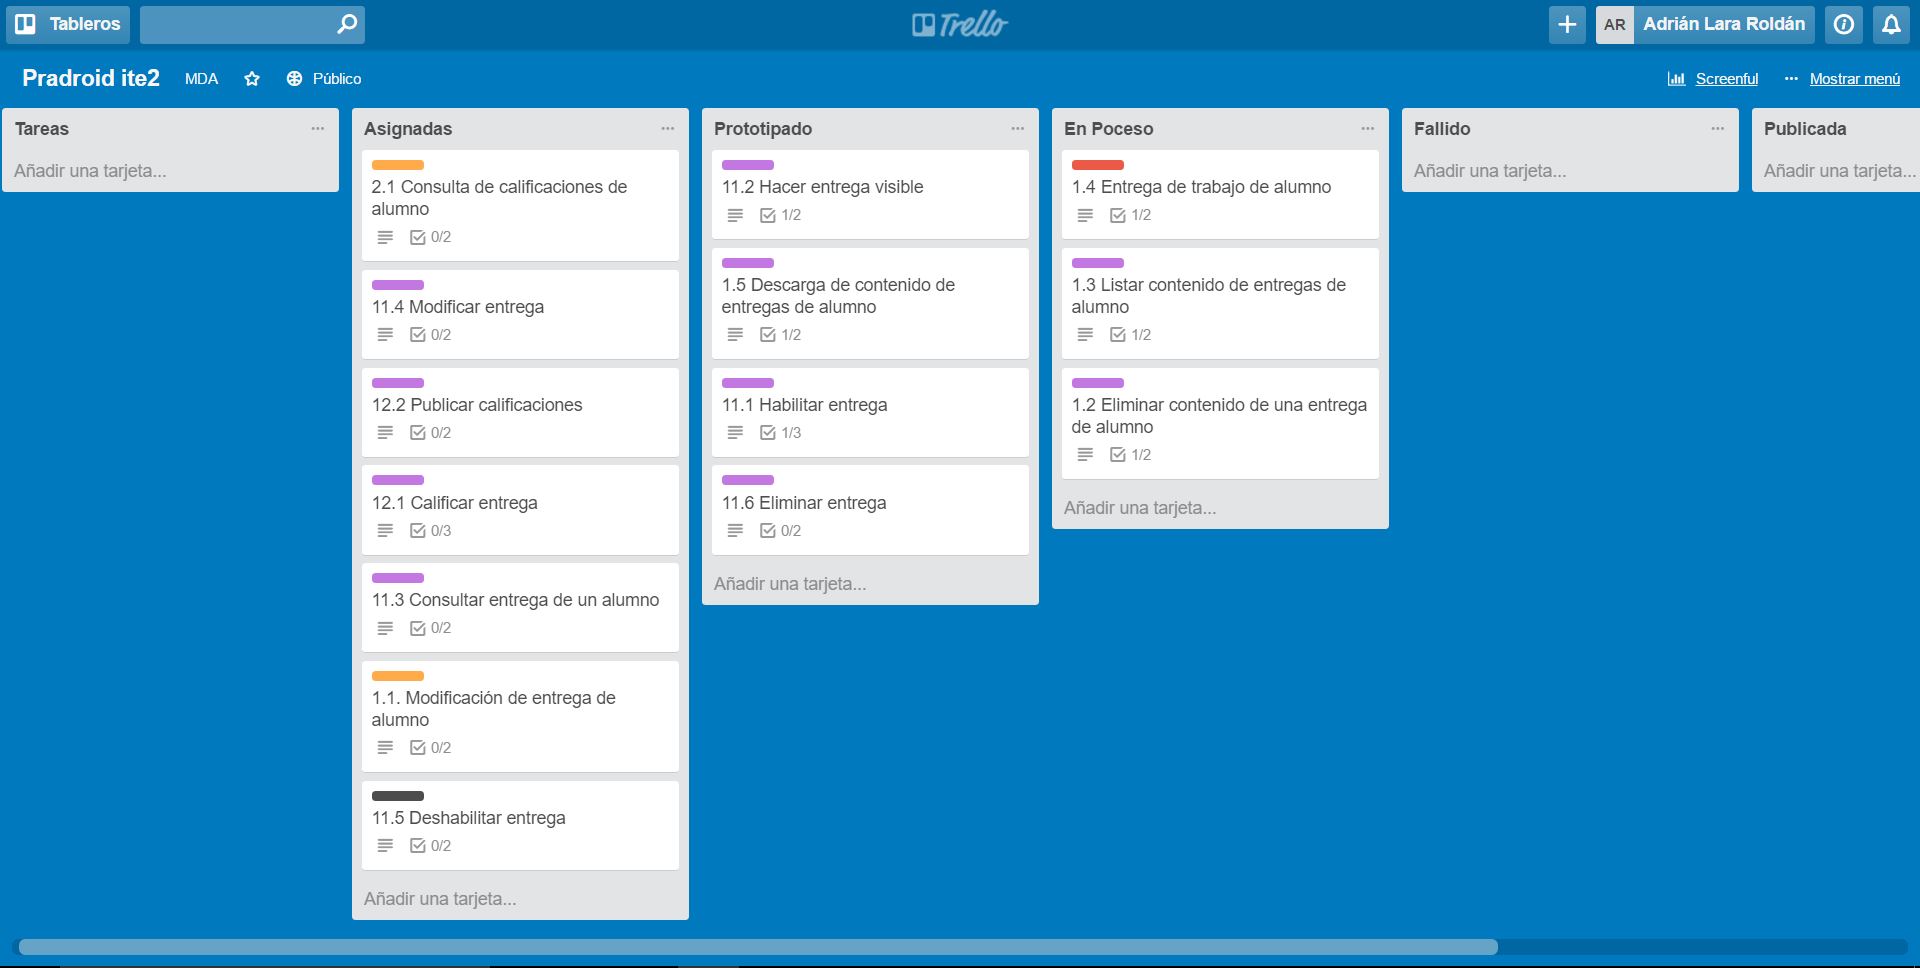 Tableros
Trello
AR Adrián Lara Roldán
Pradroid ite2 MDA Público Screenful ... Mostrar menú
Tareas ...
Añadir una tarjeta...
Asignadas ...
2.1 Consulta de calificaciones de
alumno
0/2
11.4 Modificar entrega
0/2
12.2 Publicar calificaciones
0/2
12.1 Calificar entrega
0/3
11.3 Consultar entrega de un alumno
0/2
1.1. Modificación de entrega de
alumno
0/2
11.5 Deshabilitar entrega
0/2
Añadir una tarjeta...
Prototipado ...
11.2 Hacer entrega visible
1/2
1.5 Descarga de contenido de
entregas de alumno
1/2
11.1 Habilitar entrega
1/3
11.6 Eliminar entrega
0/2
Añadir una tarjeta...
En Poceso ...
1.4 Entrega de trabajo de alumno
1/2
1.3 Listar contenido de entregas de
alumno
1/2
1.2 Eliminar contenido de una entrega
de alumno
1/2
Añadir una tarjeta...
Fallido ...
Añadir una tarjeta...
Publicada
Añadir una tarjeta...